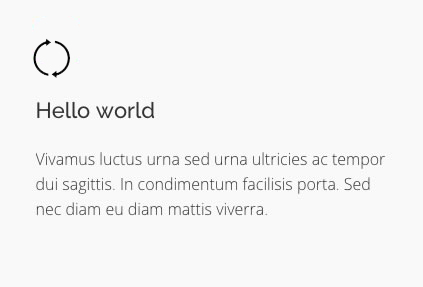 Hello world
Vivamus luctus urna sed urna ultricies ac tempor
dui sagittis. In condimentum facilisis porta. Sed
nec diam eu diam mattis viverra.